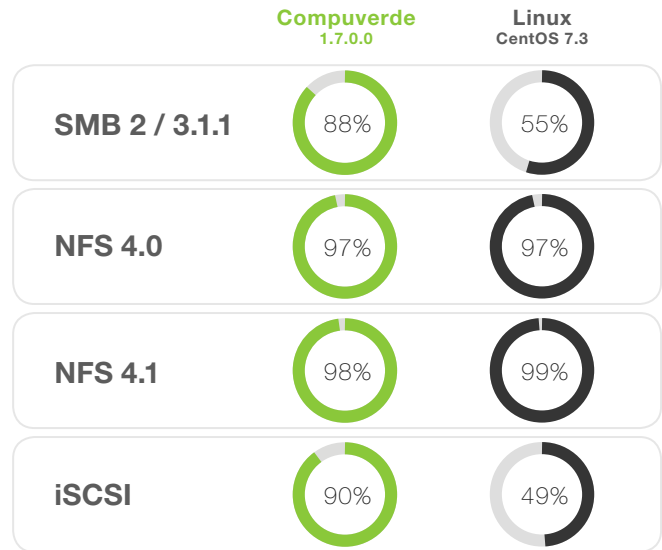 Compuverde Linux
1.7.0.0 CentOS 7.3
SMB 2 / 3.1.1 88% 55%
NFS 4.0 97% 97%
NFS 4.1 98% 99%
iSCSI 90% 49%